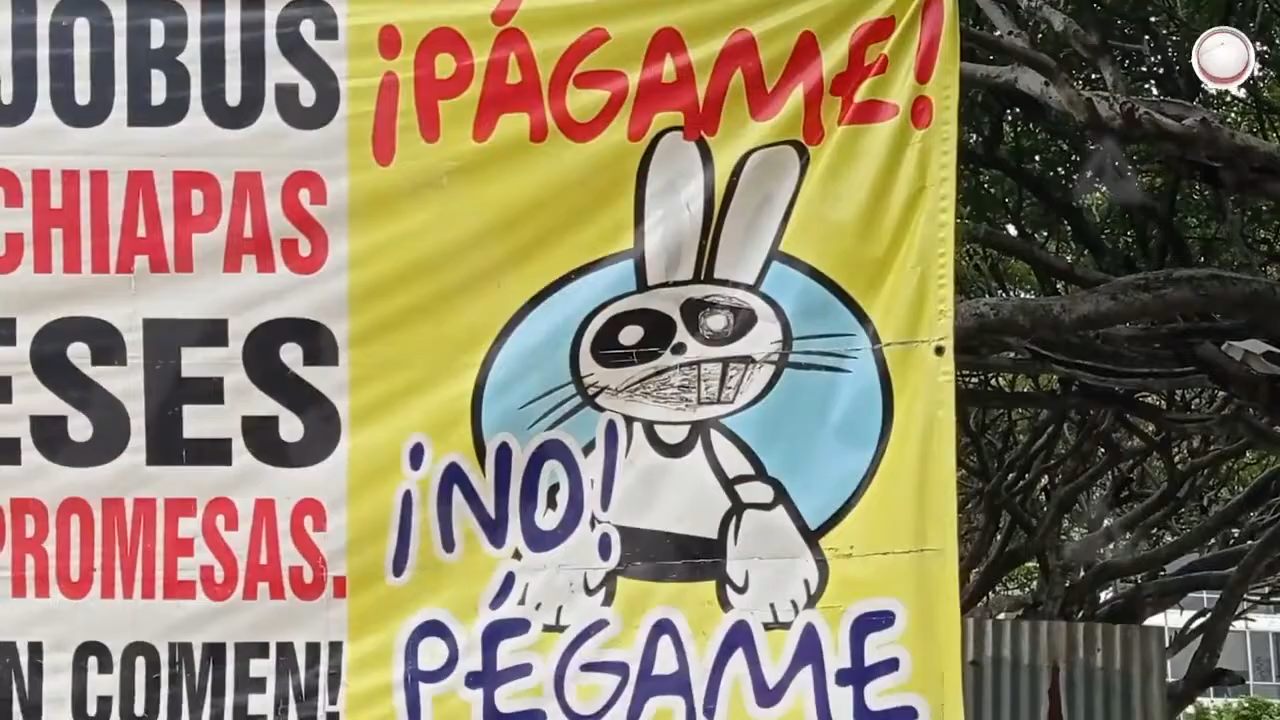 JOBUS
CHIAPAS
ESES
PROMESAS.
N COMEN!
¡PÁGAME!
¡NO!
PÉGAME